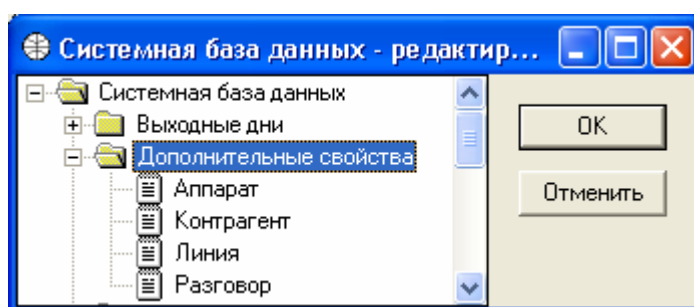 Системная база данных - редактир...
Системная база данных
Выходные дни
Дополнительные свойства
Аппарат
Контрагент
Линия
Разговор
OK
Отменить